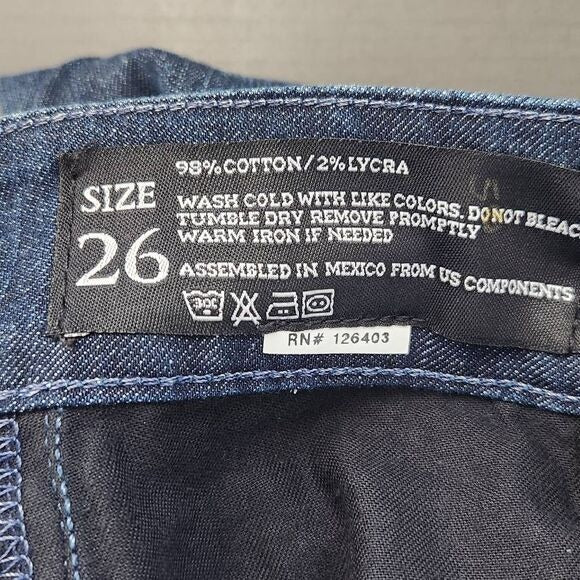 98% COTTON/2% LYCRA
SIZE
26
WASH COLD WITH LIKE COLORS. DO NOT BLEAC
TUMBLE DRY REMOVE PROMPTLY
WARM IRON IF NEEDED
ASSEMBLED IN MEXICO FROM US COMPONENTS
RN# 126403